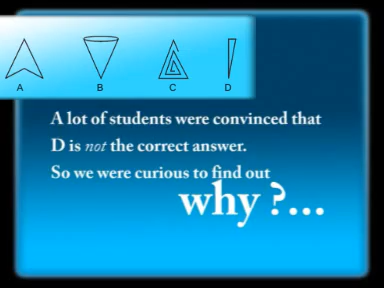 A B C D
A lot of students were convinced that
D is not the correct answer.
So we were curious to find out
why ?...